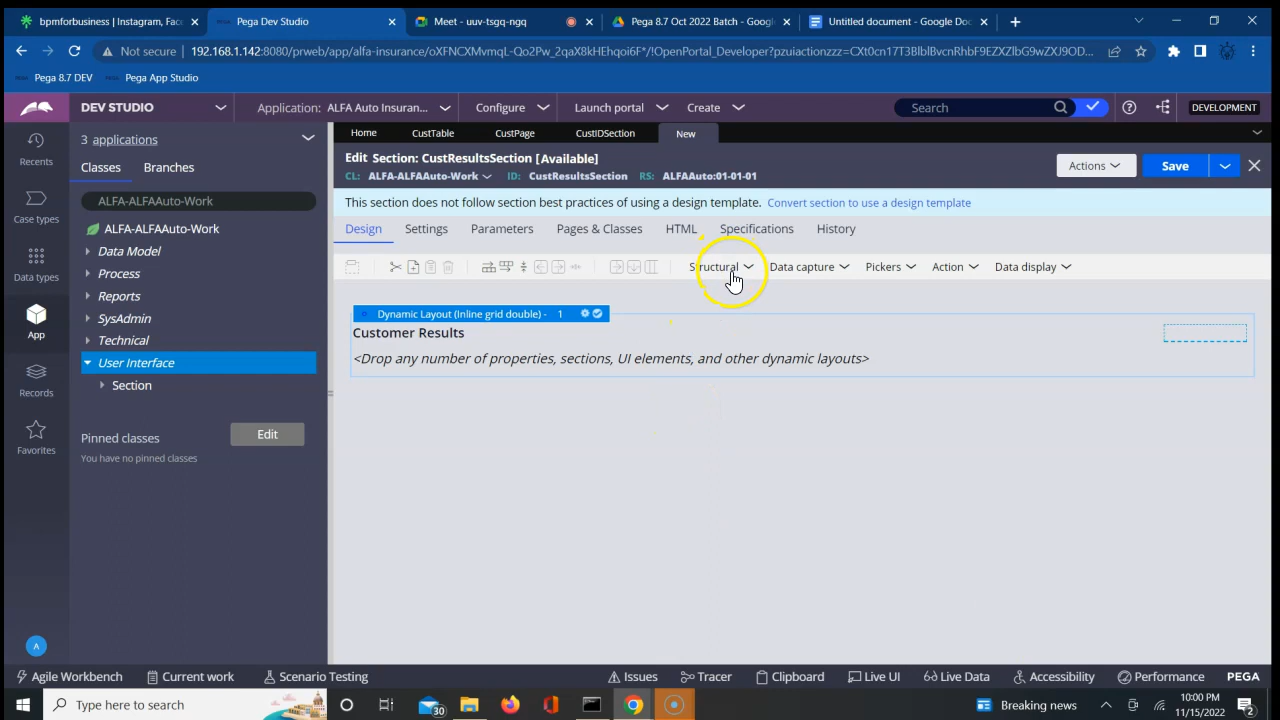 bpmforbusiness | Instagram, Face
Pega Dev Studio
Meet - uuv-tsgq-ngq
Pega 8.7 Oct 2022 Batch - Google
Untitled document - Google Doc
Not secure
192.168.1.142:8080/prweb/app/alfa-insurance/oXFNCXMvmqL-Qo2Pw_2qaX8kHEhqoi6F*/!OpenPortal_Developer?pzuiactionzzz=CXt0cn17T3BlblBvcnRhbF9EZXZlbG9wZXJ9OD...
Pega 8.7 DEV
Pega App Studio
DEV STUDIO
Application: ALFA Auto Insuran...
Configure
Launch portal
Create
Search
DEVELOPMENT
Recents
Case types
Data types
App
Records
Favorites
3 applications
Classes
Branches
ALFA-ALFAAuto-Work
ALFA-ALFAAuto-Work
Data Model
Process
Reports
SysAdmin
Technical
User Interface
Section
Pinned classes
Edit
You have no pinned classes
A
Home
CustTable
CustPage
CustIDSection
New
Edit Section: CustResultsSection [Available]
CL: ALFA-ALFAAuto-Work
ID: CustResultsSection
RS: ALFAAuto:01-01-01
Actions
Save
This section does not follow section best practices of using a design template. Convert section to use a design template
Design
Settings
Parameters
Pages & Classes
HTML
Specifications
History
Structural
Data capture
Pickers
Action
Data display
Dynamic Layout (Inline grid double) - 1
Customer Results
<Drop any number of properties, sections, UI elements, and other dynamic layouts>
Agile Workbench
Current work
Scenario Testing
Issues
Tracer
Clipboard
Live UI
Live Data
Accessibility
Performance
PEGA
Type here to search
30
Breaking news
10:00 PM
11/15/2022
2